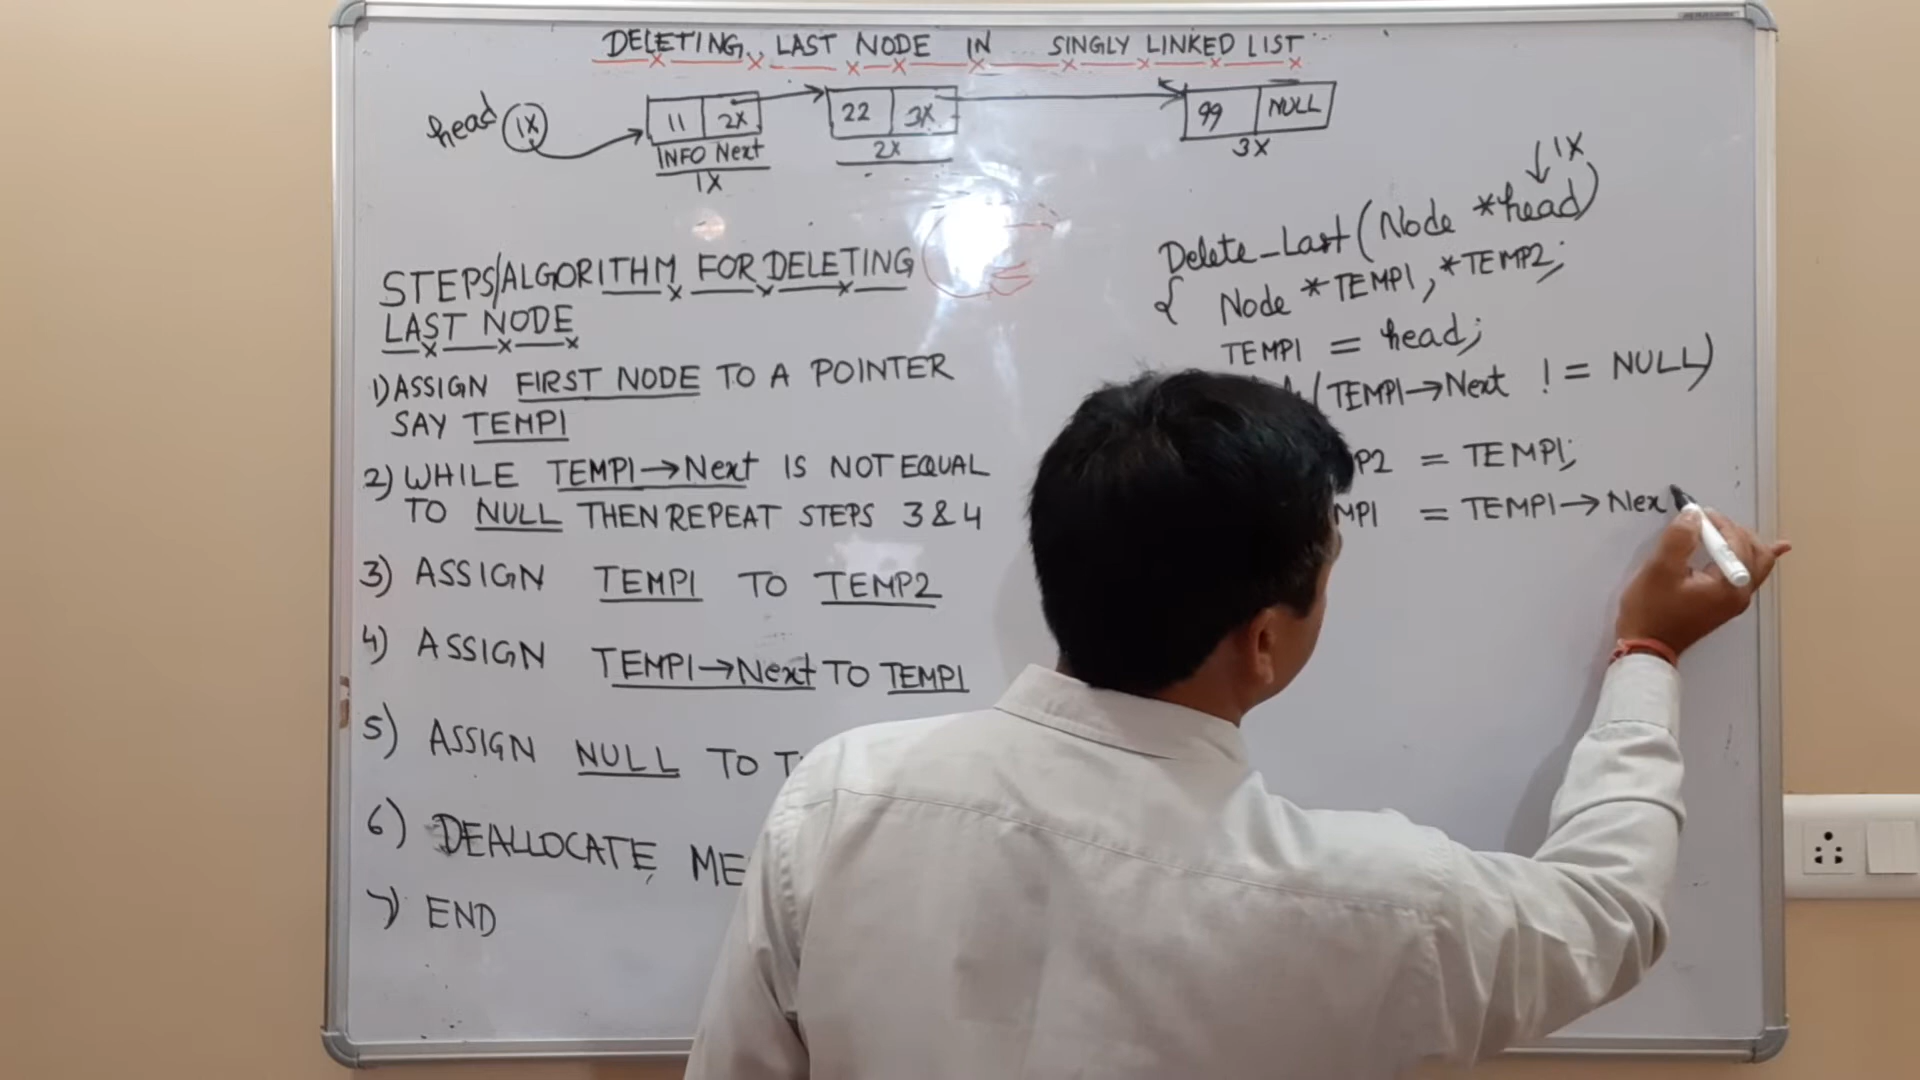 DELETING LAST NODE IN SINGLY LINKED LIST
head 1X
11 2X
22 3X
99 NULL
INFO Next
1X
2X
3X
STEPS/ALGORITHM FOR DELETING
LAST NODE
1) ASSIGN FIRST NODE TO A POINTER
SAY TEMP1
2) WHILE TEMP1→Next IS NOT EQUAL
TO NULL THEN REPEAT STEPS 3 & 4
3) ASSIGN TEMP1 TO TEMP2
4) ASSIGN TEMP1→Next TO TEMP1
5) ASSIGN NULL TO
6) DEALLOCATE
7) END
1X
Delete_Last(Node *head)
{ Node *TEMP1, *TEMP2;
TEMP1 = head;
(TEMP1→Next != NULL)
P2 = TEMP1;
MP1 = TEMP1→Nex